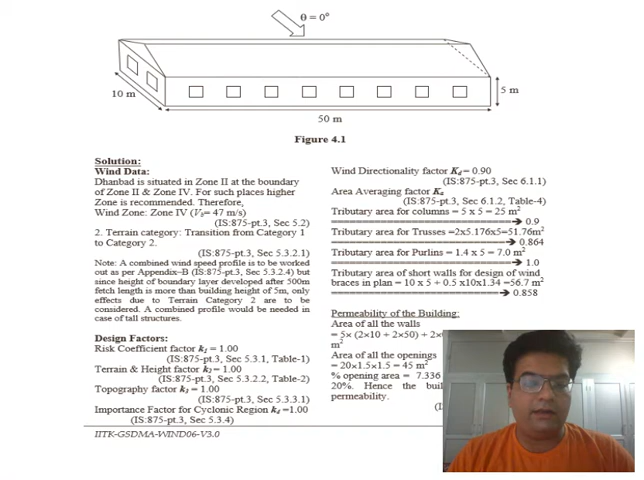 θ = 0°
10 m
5 m
50 m
Figure 4.1
Solution:
Wind Data:
Dhanbad is situated in Zone II at the boundary
of Zone II & Zone IV. For such places higher
Zone is recommended. Therefore,
Wind Zone: Zone IV (Vb= 47 m/s)
(IS:875-pt.3, Sec 5.2)
2. Terrain category: Transition from Category 1
to Category 2.
(IS:875-pt.3, Sec 5.3.2.1)
Note: A combined wind speed profile is to be worked
out as per Appendix–B (IS:875-pt.3, Sec 5.3.2.4) but
since height of boundary layer developed after 500m
fetch length is more than building height of 5m, only
effects due to Terrain Category 2 are to be
considered. A combined profile would be needed in
case of tall structures.
Design Factors:
Risk Coefficient factor k1 = 1.00
(IS:875-pt.3, Sec 5.3.1, Table-1)
Terrain & Height factor k2 = 1.00
(IS:875-pt.3, Sec 5.3.2.2, Table-2)
Topography factor k3 = 1.00
(IS:875-pt.3, Sec 5.3.3.1)
Importance Factor for Cyclonic Region k4 =1.00
(IS:875-pt.3, Sec 5.3.4)
Wind Directionality factor Kd = 0.90
(IS:875-pt.3, Sec 6.1.1)
Area Averaging factor Ka
(IS:875-pt.3, Sec 6.1.2, Table-4)
Tributary area for columns = 5 x 5 = 25 m²
0.9
Tributary area for Trusses =2x5.176x5=51.76m²
0.864
Tributary area for Purlins = 1.4 x 5 = 7.0 m²
1.0
Tributary area of short walls for design of wind
braces in plan = 10 x 5 + 0.5 x10x1.34 =56.7 m²
0.858
Permeability of the Building:
Area of all the walls
= 5× (2×10 + 2×50) + 2×
m²
Area of all the openings
= 20×1.5×1.5 = 45 m²
% opening area = 7.336
20%. Hence the
permeability.
IITK-GSDMA-WIND06-V3.0